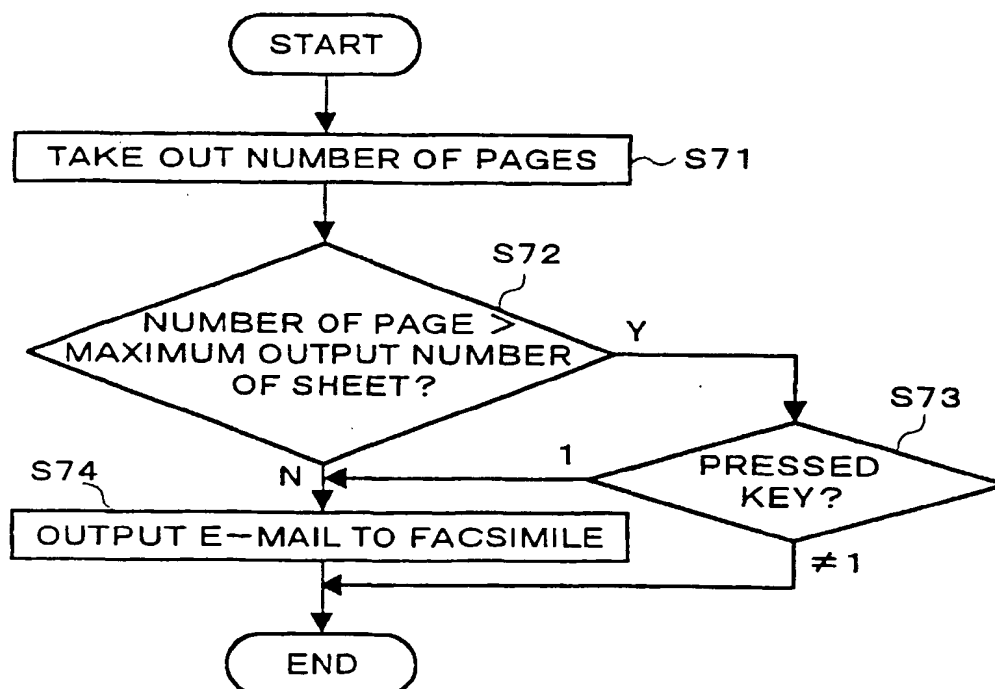 START
TAKE OUT NUMBER OF PAGES
S71
S72
NUMBER OF PAGE >
MAXIMUM OUTPUT NUMBER
OF SHEET?
Y
S73
PRESSED
KEY?
1
N
S74
OUTPUT E-MAIL TO FACSIMILE
≠1
END